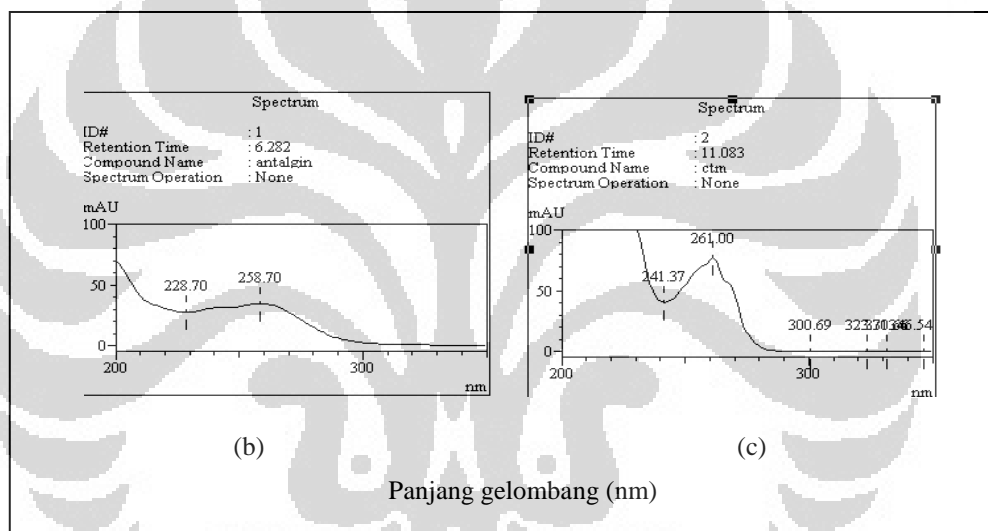 Spectrum
ID# : 1
Retention Time : 6.282
Compound Name : antalgin
Spectrum Operation : None
mAU
100
50
0
228.70
258.70
200
300
nm
(b)
Spectrum
ID# : 2
Retention Time : 11.083
Compound Name : ctm
Spectrum Operation : None
mAU
100
50
0
241.37
261.00
300.69
200
300
nm
(c)
Panjang gelombang (nm)